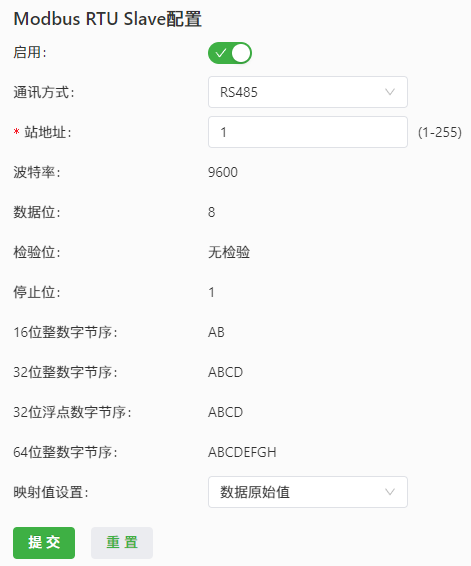 Modbus RTU Slave配置
启用：
通讯方式： RS485
* 站地址： 1 (1-255)
波特率： 9600
数据位： 8
检验位： 无检验
停止位： 1
16位整数字节序： AB
32位整数字节序： ABCD
32位浮点数字节序： ABCD
64位整数字节序： ABCDEFGH
映射值设置： 数据原始值
提 交 重 置